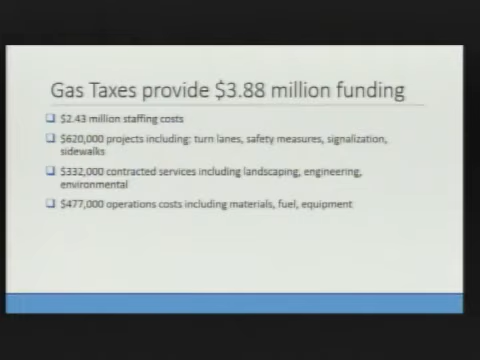 Gas Taxes provide $3.88 million funding
$2.43 million staffing costs
$620,000 projects including: turn lanes, safety measures, signalization,
sidewalks
$332,000 contracted services including landscaping, engineering,
environmental
$477,000 operations costs including materials, fuel, equipment